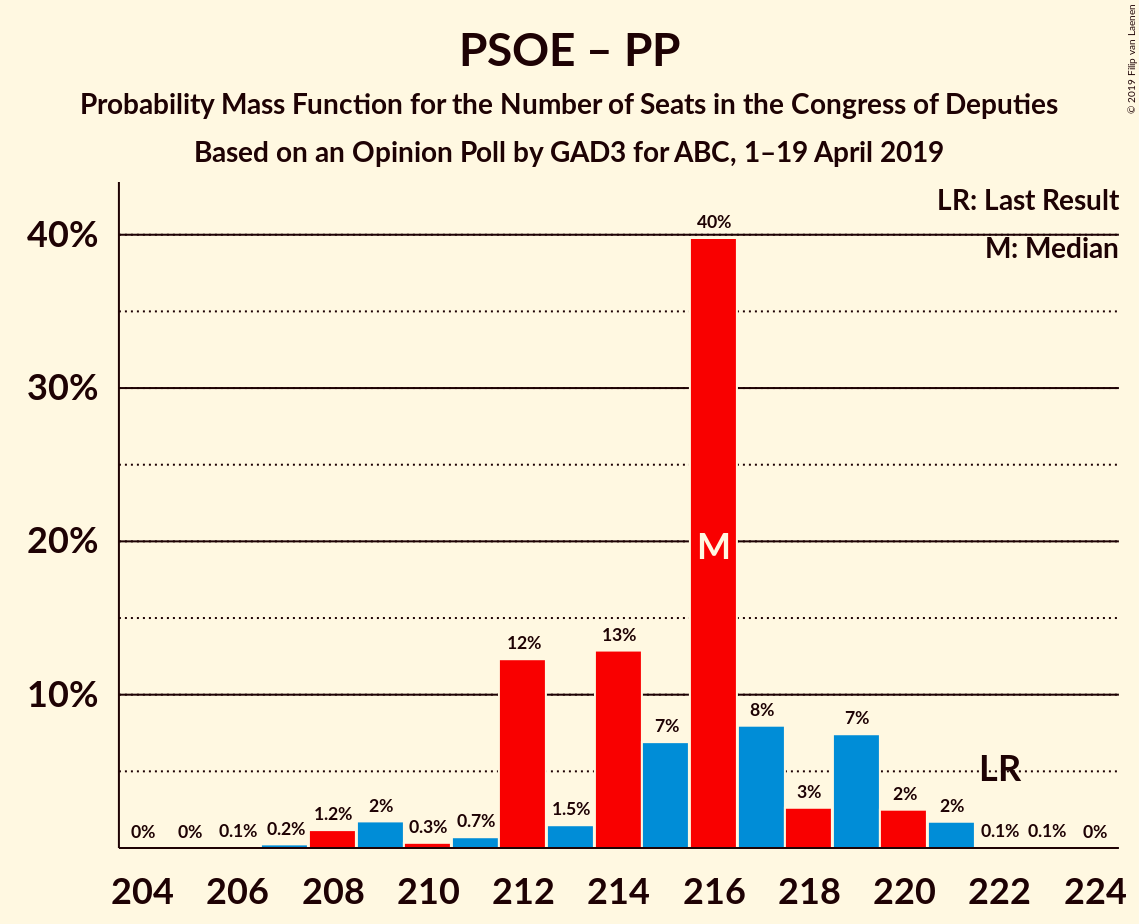 PSOE – PP
Probability Mass Function for the Number of Seats in the Congress of Deputies
Based on an Opinion Poll by GAD3 for ABC, 1–19 April 2019
© 2019 Filip van Laenen
LR: Last Result
M: Median
40%
30%
20%
10%
0%
0%
0.1%
0.2%
1.2%
2%
0.3%
0.7%
12%
1.5%
13%
7%
40%
8%
3%
7%
2%
2%
0.1%
0.1%
0%
M
LR
204 206 208 210 212 214 216 218 220 222 224